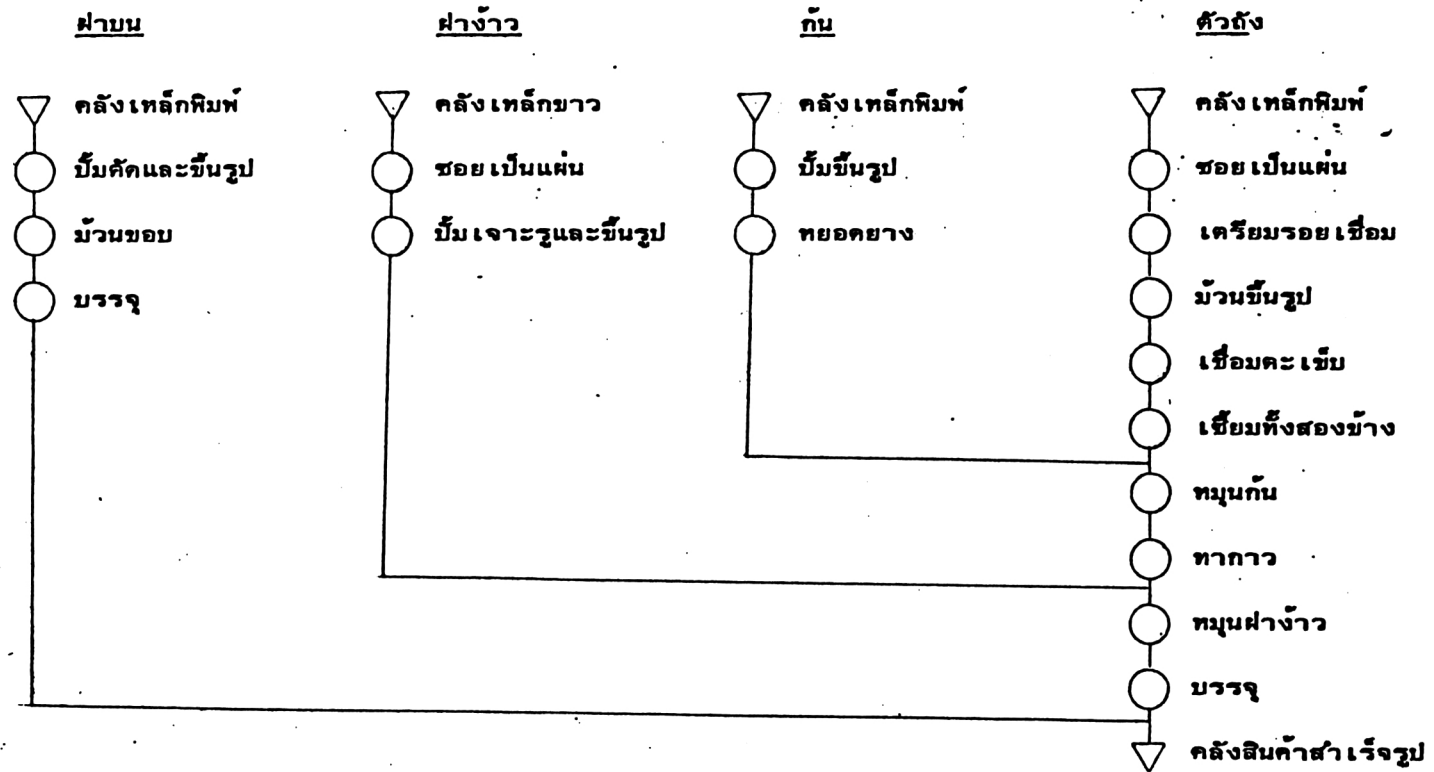 ฝาบน
ฝาง้าว
ก้น
ตัวถัง
คลังเหล็กพิมพ์
คลังเหล็กขาว
คลังเหล็กพิมพ์
คลังเหล็กพิมพ์
ปั้มตัดและขึ้นรูป
ซอยเป็นแผ่น
ปั้มขึ้นรูป
ซอยเป็นแผ่น
ม้วนขอบ
ปั้มเจาะรูและขึ้นรูป
หยอดยาง
เตรียมรอยเชื่อม
บรรจุ
ม้วนขึ้นรูป
เชื่อมตะเข็บ
เซี้ยมทั้งสองข้าง
หมุนก้น
ทากาว
หมุนฝาง้าว
บรรจุ
คลังสินค้าสำเร็จรูป